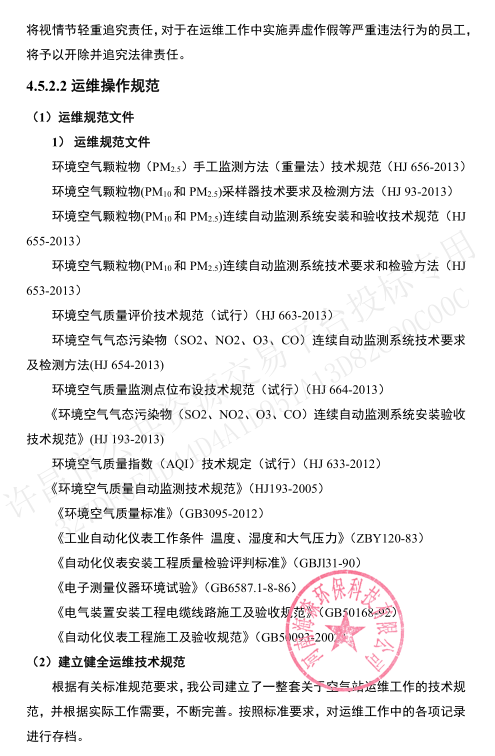 将视情节轻重追究责任，对于在运维工作中实施弄虚作假等严重违法行为的员工，
将予以开除并追究法律责任。
4.5.2.2 运维操作规范
（1）运维规范文件
1） 运维规范文件
环境空气颗粒物（PM2.5）手工监测方法（重量法）技术规范（HJ 656-2013）
环境空气颗粒物(PM10 和 PM2.5)采样器技术要求及检测方法（HJ 93-2013）
环境空气颗粒物(PM10 和 PM2.5)连续自动监测系统安装和验收技术规范（HJ
655-2013）
环境空气颗粒物(PM10 和 PM2.5)连续自动监测系统技术要求和检验方法（HJ
653-2013）
环境空气质量评价技术规范（试行）（HJ 663-2013）
环境空气气态污染物（SO2、NO2、O3、CO）连续自动监测系统技术要求
及检测方法(HJ 654-2013)
环境空气质量监测点位布设技术规范（试行）（HJ 664-2013）
《环境空气气态污染物（SO2、NO2、O3、CO）连续自动监测系统安装验收
技术规范》(HJ 193-2013)
环境空气质量指数（AQI）技术规定（试行）（HJ 633-2012）
《环境空气质量自动监测技术规范》（HJ193-2005）
《环境空气质量标准》（GB3095-2012）
《工业自动化仪表工作条件 温度、湿度和大气压力》（ZBY120-83）
《自动化仪表安装工程质量检验评判标准》（GBJl31-90）
《电子测量仪器环境试验》（GB6587.1-8-86）
《电气装置安装工程电缆线路施工及验收规范》（GB50168-92）
《自动化仪表工程施工及验收规范》（GB50093-2002）
（2）建立健全运维技术规范
根据有关标准规范要求，我公司建立了一整套关于空气站运维工作的技术规
范，并根据实际工作需要，不断完善。按照标准要求，对运维工作中的各项记录
进行存档。